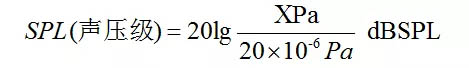 SPL(声压级) = 20lg XPa / 20×10⁻⁶ Pa dBSPL